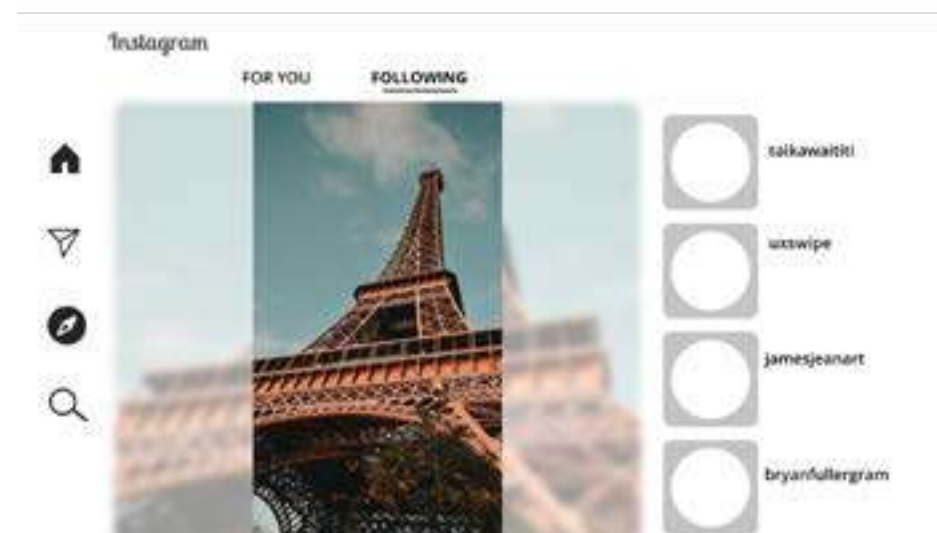 Instagram
FOR YOU FOLLOWING
taikawaititi
uxswipe
jamesjeanart
bryanfullergram